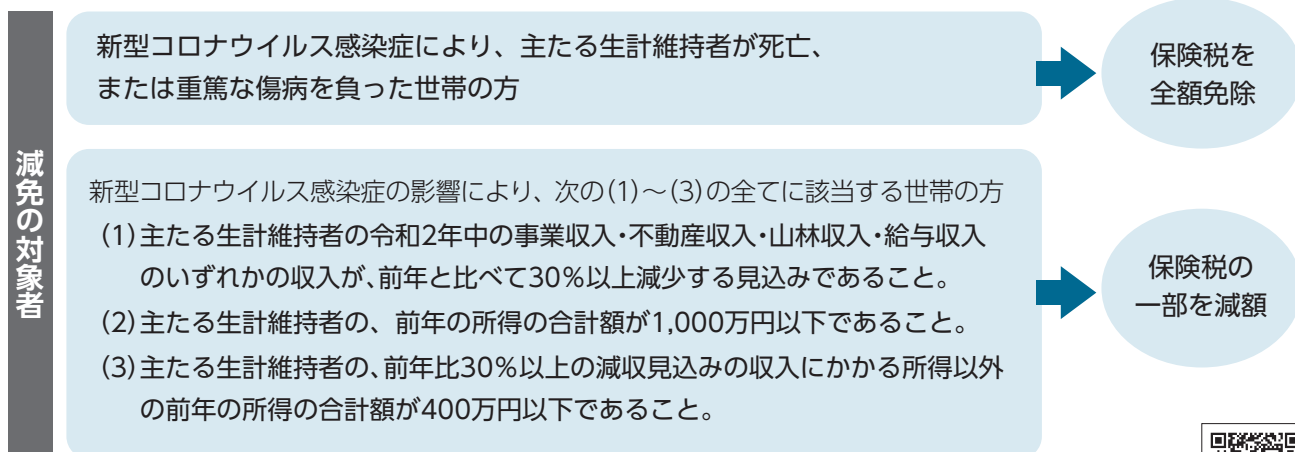 減免の対象者
新型コロナウイルス感染症により、主たる生計維持者が死亡、
または重篤な傷病を負った世帯の方
保険税を
全額免除
新型コロナウイルス感染症の影響により、次の(1)～(3)の全てに該当する世帯の方
(1)主たる生計維持者の令和2年中の事業収入・不動産収入・山林収入・給与収入
のいずれかの収入が、前年と比べて30%以上減少する見込みであること。
(2)主たる生計維持者の、前年の所得の合計額が1,000万円以下であること。
(3)主たる生計維持者の、前年比30%以上の減収見込みの収入にかかる所得以外
の前年の所得の合計額が400万円以下であること。
保険税の
一部を減額